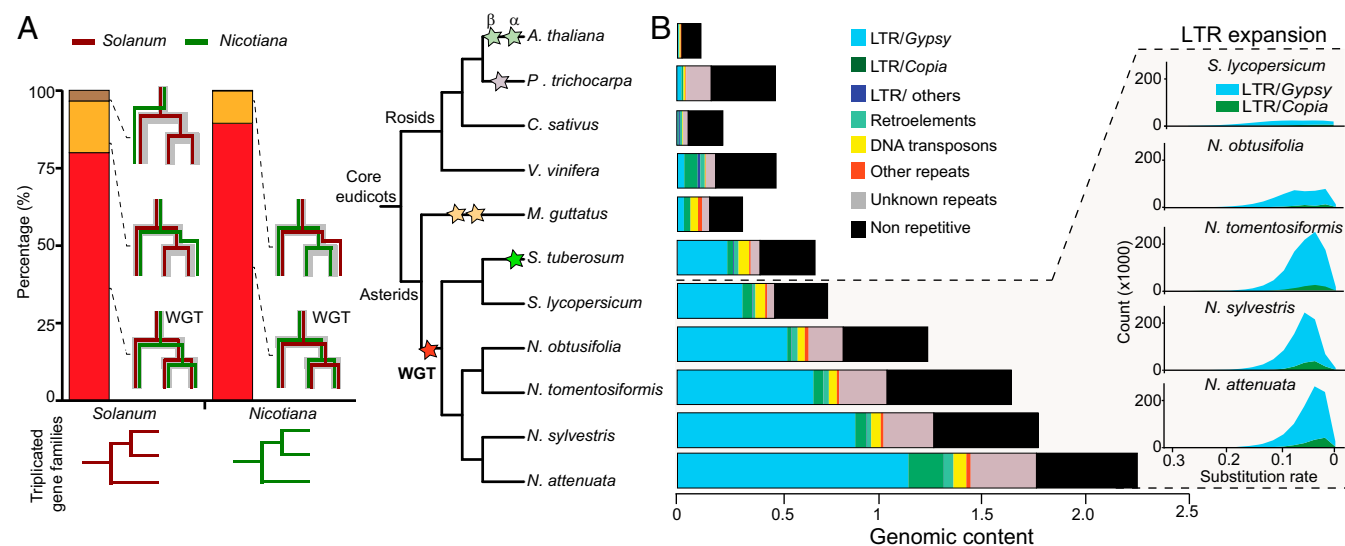 A
Solanum
Nicotiana
Percentage (%)
100
75
50
25
0
WGT
WGT
Solanum
Nicotiana
Triplicated
gene families
β
α
A. thaliana
P . trichocarpa
C. sativus
V. vinifera
M. guttatus
S. tuberosum
S. lycopersicum
N. obtusifolia
N. tomentosiformis
N. sylvestris
N. attenuata
Rosids
Core
eudicots
Asterids
WGT
B
LTR/Gypsy
LTR/Copia
LTR/ others
Retroelements
DNA transposons
Other repeats
Unknown repeats
Non repetitive
0
0.5
1
1.5
2.0
2.5
Genomic content
LTR expansion
S. lycopersicum
LTR/Gypsy
LTR/Copia
200
0
N. obtusifolia
200
0
N. tomentosiformis
200
0
N. sylvestris
200
0
N. attenuata
200
0
Count (x1000)
0.3
0.2
0.1
0
Substitution rate